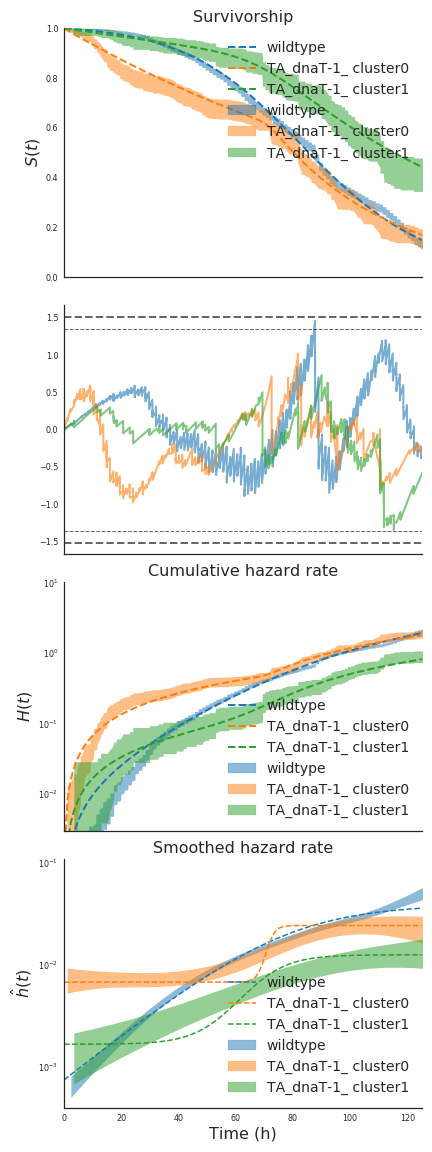 Survivorship
1.0
0.8
0.6
0.4
0.2
0.0
S(t)
wildtype
TA_dnaT-1_ cluster0
TA_dnaT-1_ cluster1
wildtype
TA_dnaT-1_ cluster0
TA_dnaT-1_ cluster1
1.5
1.0
0.5
0.0
−0.5
−1.0
−1.5
Cumulative hazard rate
10¹
10⁰
10⁻¹
10⁻²
H(t)
wildtype
TA_dnaT-1_ cluster0
TA_dnaT-1_ cluster1
wildtype
TA_dnaT-1_ cluster0
TA_dnaT-1_ cluster1
Smoothed hazard rate
10⁻¹
10⁻²
10⁻³
ĥ(t)
wildtype
TA_dnaT-1_ cluster0
TA_dnaT-1_ cluster1
wildtype
TA_dnaT-1_ cluster0
TA_dnaT-1_ cluster1
0 20 40 60 80 100 120
Time (h)